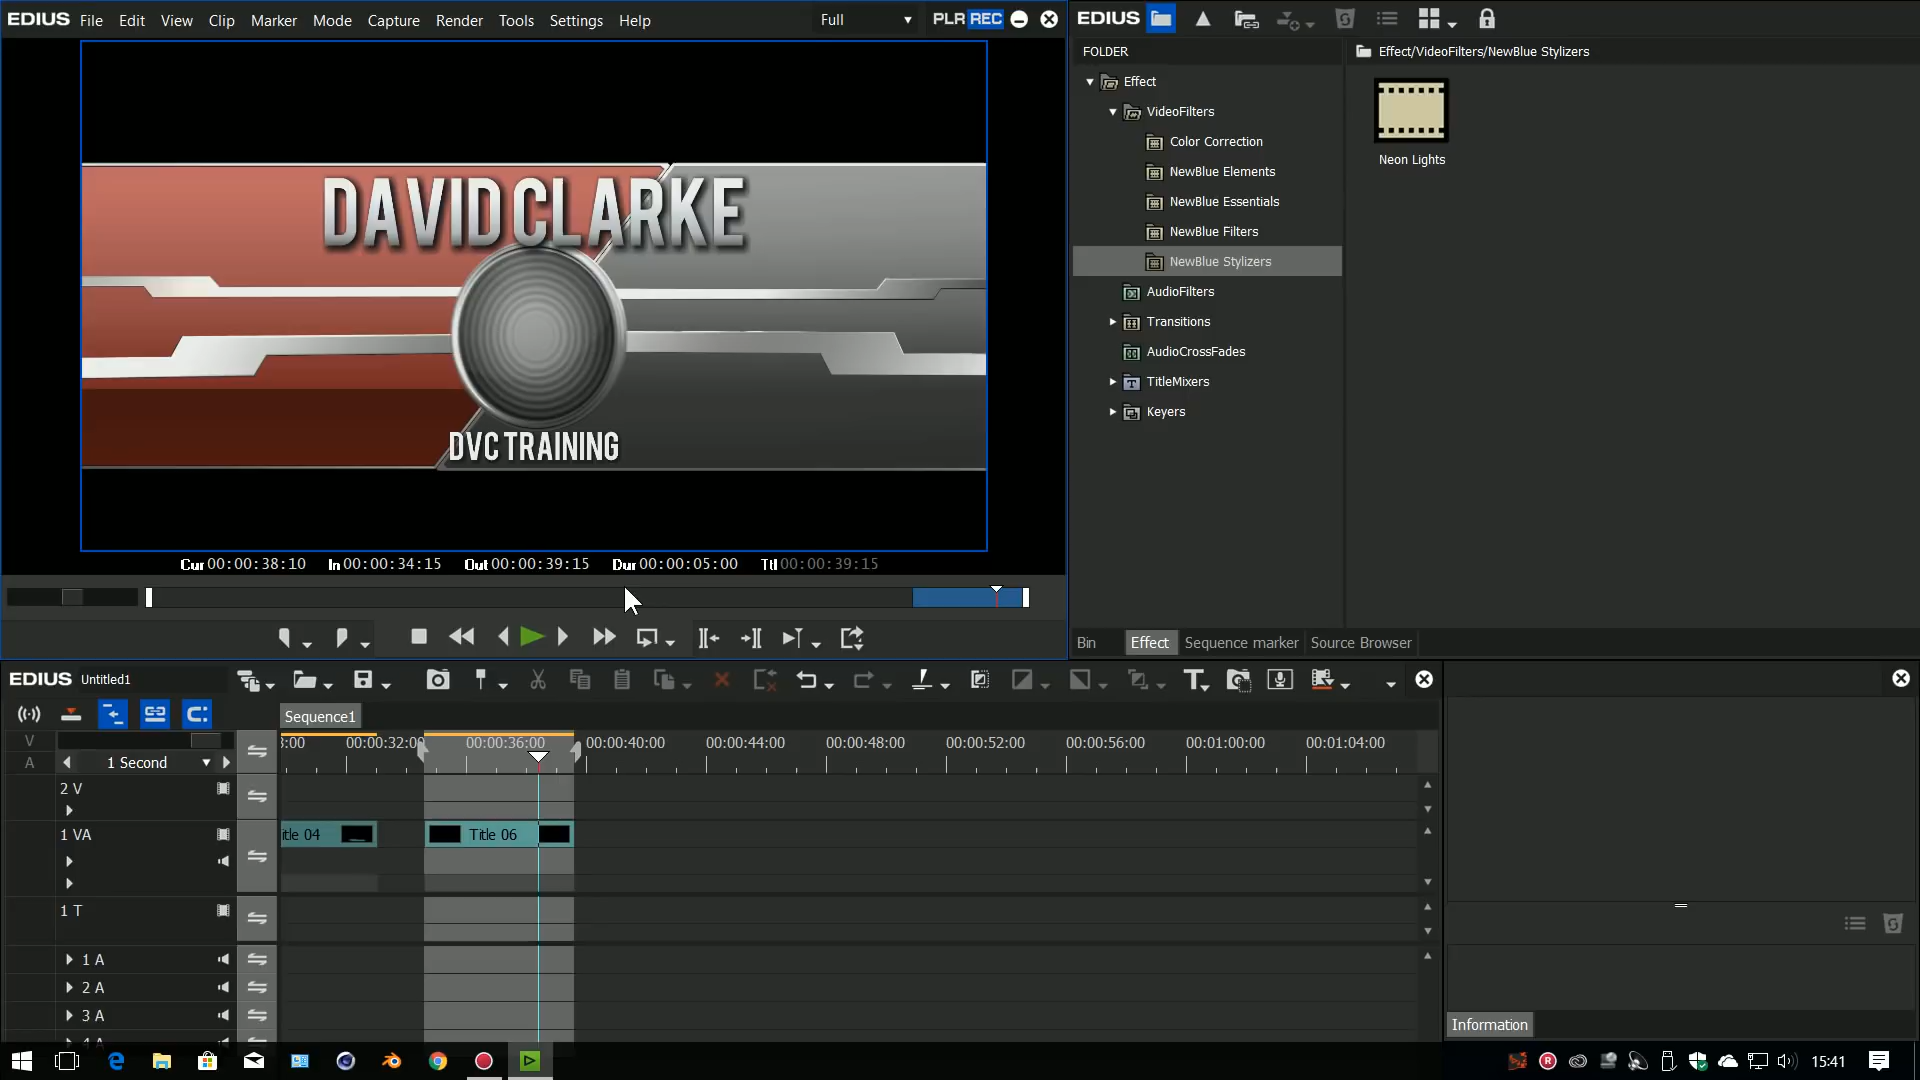 EDIUS File Edit View Clip Marker Mode Capture Render Tools Settings Help Full PLR REC
EDIUS
FOLDER
Effect/VideoFilters/NewBlue Stylizers
Effect
VideoFilters
Color Correction
NewBlue Elements
NewBlue Essentials
NewBlue Filters
NewBlue Stylizers
AudioFilters
Transitions
AudioCrossFades
TitleMixers
Keyers
Neon Lights
DAVID CLARKE
DVC TRAINING
Cur 00:00:38:10 In 00:00:34:15 Out 00:00:39:15 Dur 00:00:05:00 Ttl 00:00:39:15
Bin Effect Sequence marker Source Browser
EDIUS Untitled1
Sequence1
V
A
1 Second
3:00 00:00:32:00 00:00:36:00 00:00:40:00 00:00:44:00 00:00:48:00 00:00:52:00 00:00:56:00 00:01:00:00 00:01:04:00
2 V
1 VA
itle 04 Title 06
1 T
1 A
2 A
3 A
4 A
Information
15:41